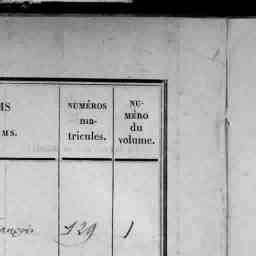 MS
MS.
NUMÉROS
ma-
tricules.
NU-
MÉRO
du
volume.
129
1